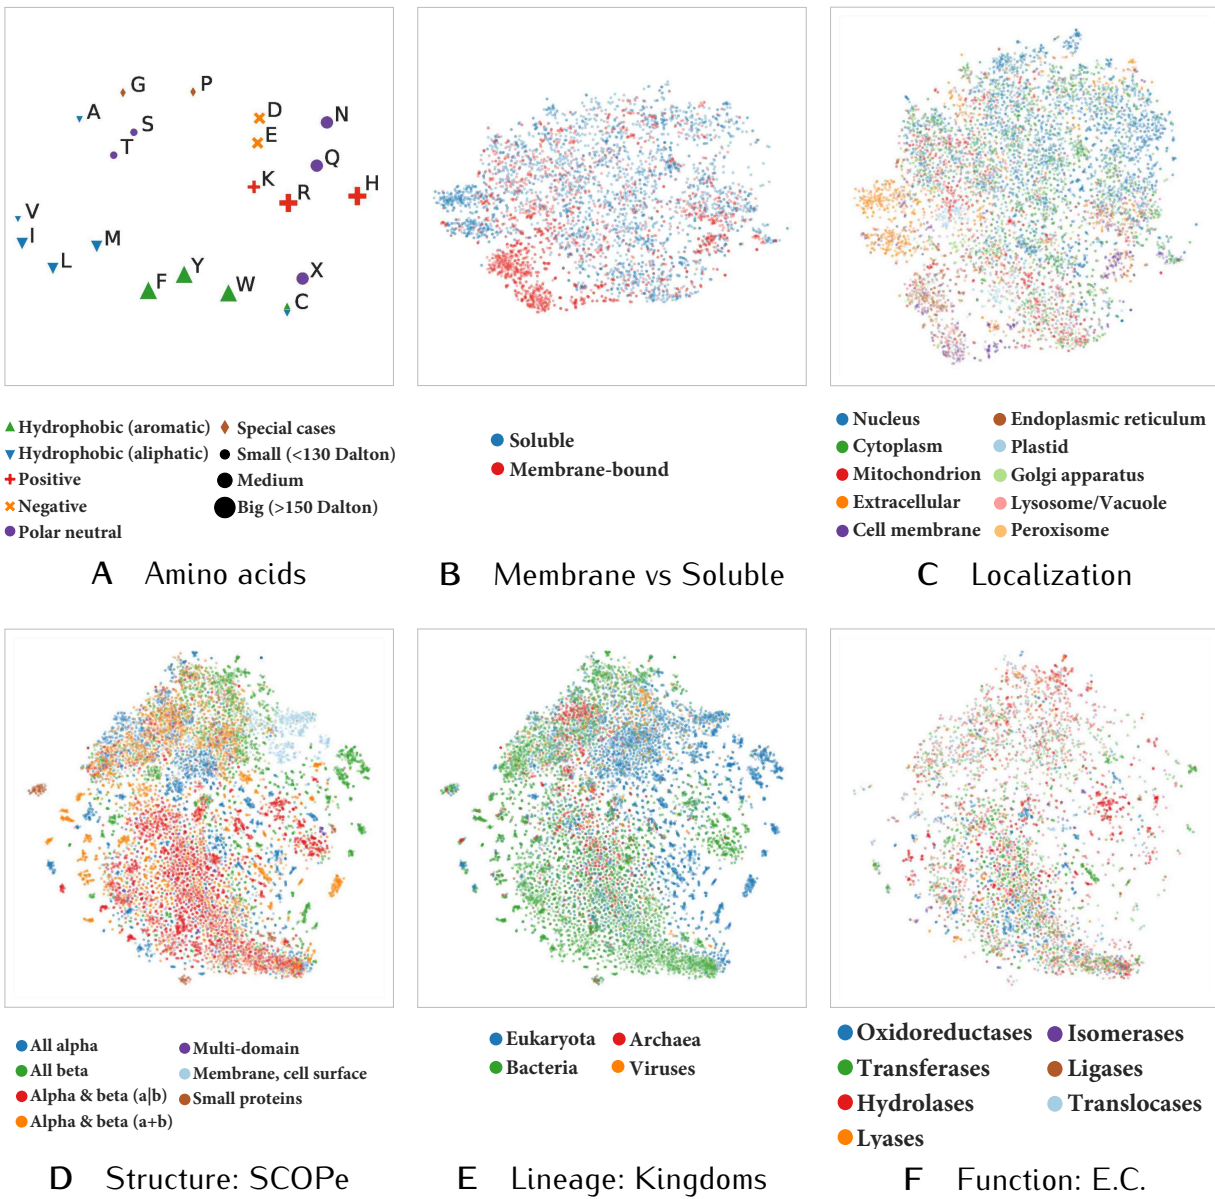 G
P
A
S
T
D
E
N
Q
K
R
H
V
I
L
M
F
Y
W
X
C
Hydrophobic (aromatic)
Hydrophobic (aliphatic)
Positive
Negative
Polar neutral
Special cases
Small (<130 Dalton)
Medium
Big (>150 Dalton)
A Amino acids
Soluble
Membrane-bound
B Membrane vs Soluble
Nucleus
Cytoplasm
Mitochondrion
Extracellular
Cell membrane
Endoplasmic reticulum
Plastid
Golgi apparatus
Lysosome/Vacuole
Peroxisome
C Localization
All alpha
All beta
Alpha & beta (a|b)
Alpha & beta (a+b)
Multi-domain
Membrane, cell surface
Small proteins
D Structure: SCOPe
Eukaryota
Bacteria
Archaea
Viruses
E Lineage: Kingdoms
Oxidoreductases
Transferases
Hydrolases
Lyases
Isomerases
Ligases
Translocases
F Function: E.C.